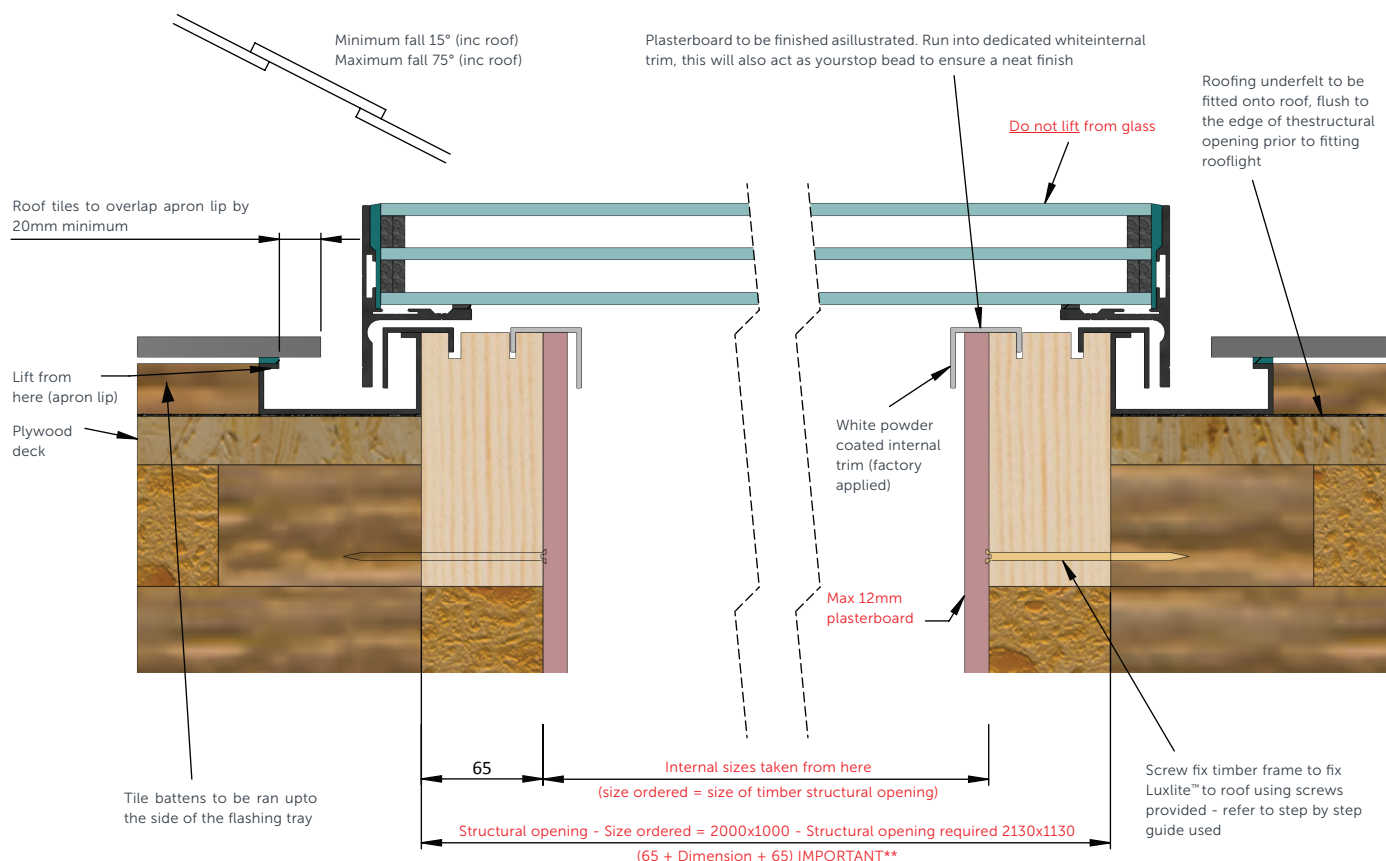 Minimum fall 15° (inc roof)
Maximum fall 75° (inc roof)
Plasterboard to be finished asillustrated. Run into dedicated whiteinternal
trim, this will also act as yourstop bead to ensure a neat finish
Roofing underfelt to be
fitted onto roof, flush to
the edge of thestructural
opening prior to fitting
rooflight
Do not lift from glass
Roof tiles to overlap apron lip by
20mm minimum
Lift from
here (apron lip)
Plywood
deck
White powder
coated internal
trim (factory
applied)
Max 12mm
plasterboard
65
Internal sizes taken from here
(size ordered = size of timber structural opening)
Structural opening - Size ordered = 2000x1000 - Structural opening required 2130x1130
(65 + Dimension + 65) IMPORTANT**
Tile battens to be ran upto
the side of the flashing tray
Screw fix timber frame to fix
Luxlite™ to roof using screws
provided - refer to step by step
guide used